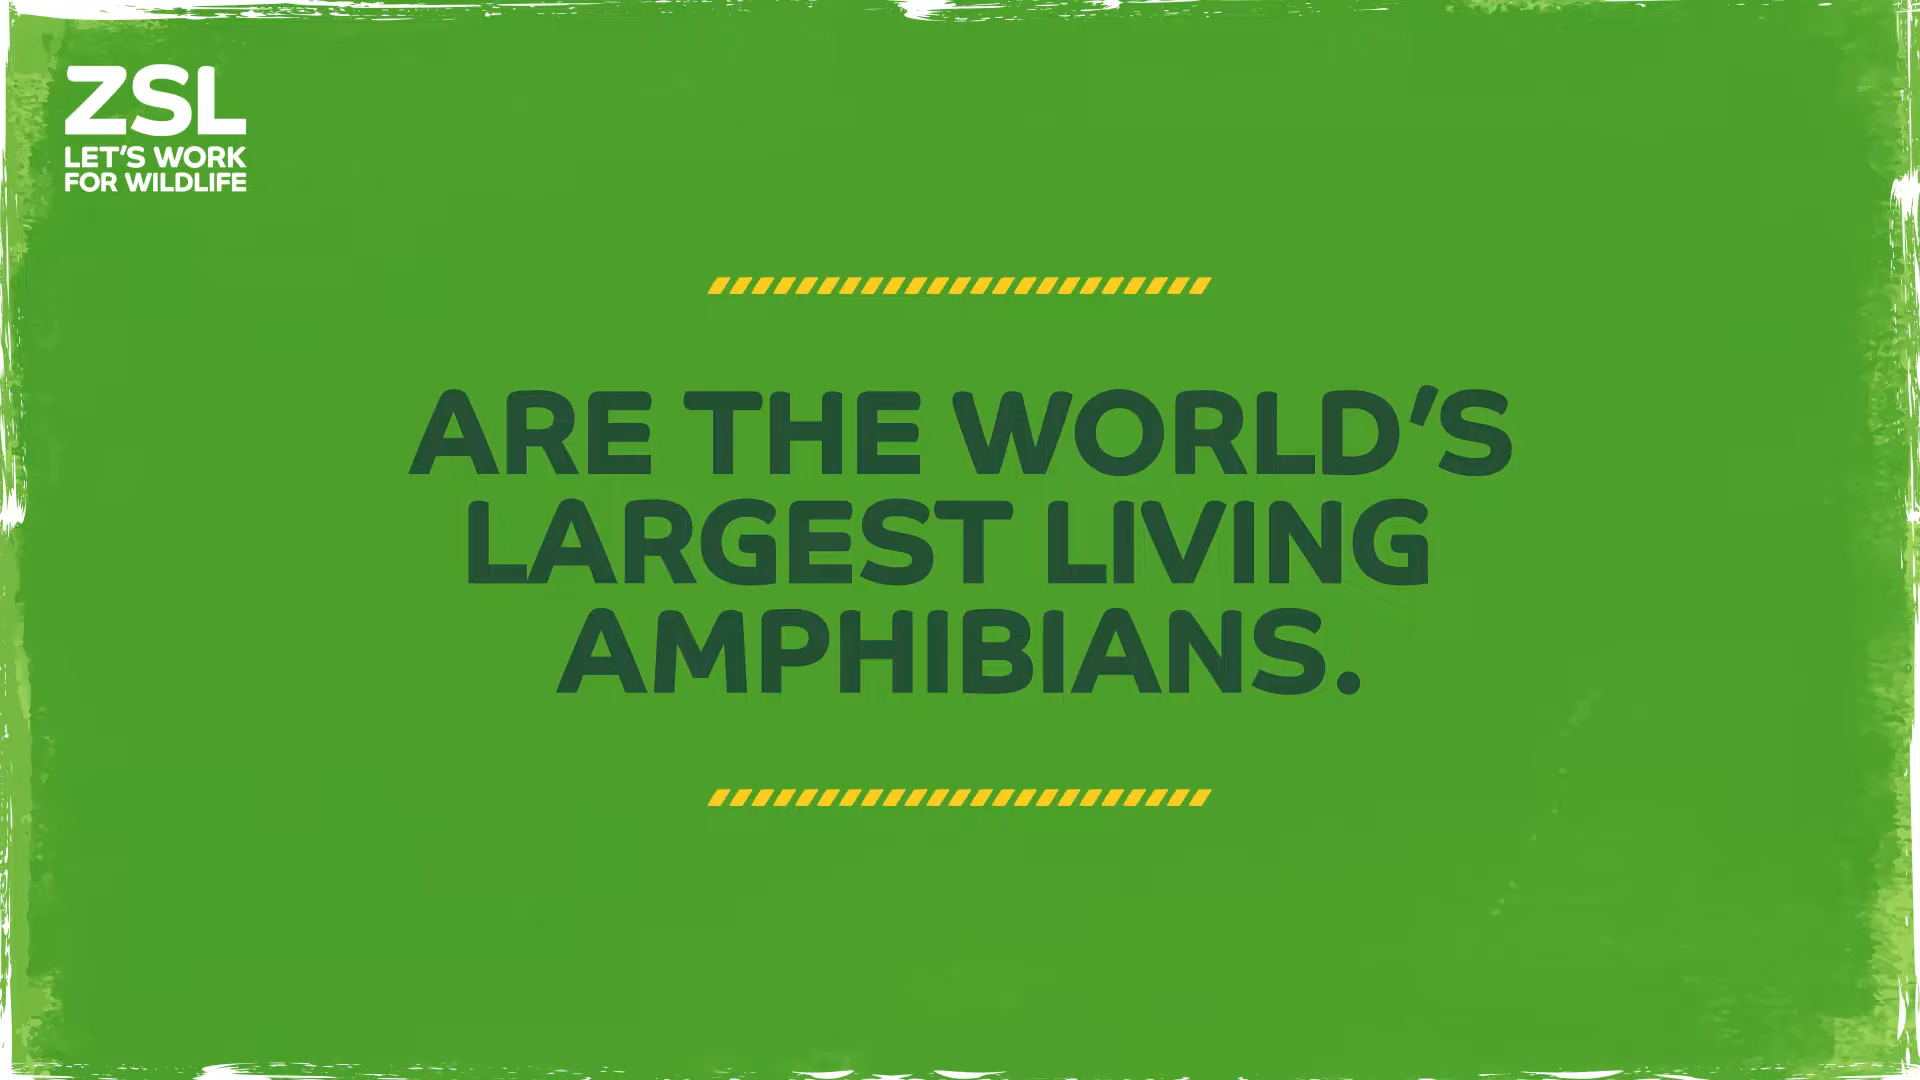 ZSL
LET'S WORK
FOR WILDLIFE
ARE THE WORLD'S
LARGEST LIVING
AMPHIBIANS.